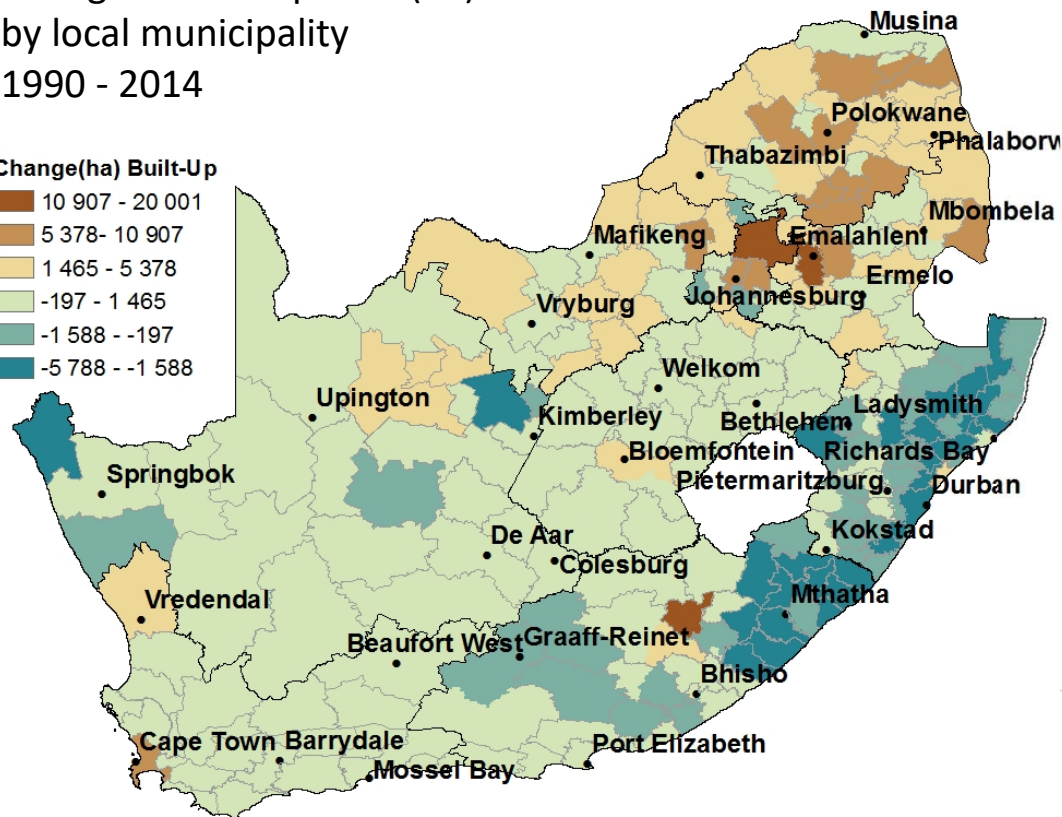 by local municipality
1990 - 2014
Change(ha) Built-Up
10 907 - 20 001
5 378- 10 907
1 465 - 5 378
-197 - 1 465
-1 588 - -197
-5 788 - -1 588
Musina
Polokwane
Phalaborw
Thabazimbi
Mbombela
Mafikeng
Emalahleni
Ermelo
Johannesburg
Vryburg
Welkom
Upington
Kimberley
Bethlehem
Ladysmith
Bloemfontein
Richards Bay
Springbok
Pietermaritzburg
Durban
De Aar
Kokstad
Colesburg
Vredendal
Mthatha
Beaufort West
Graaff-Reinet
Bhisho
Cape Town
Barrydale
Port Elizabeth
Mossel Bay